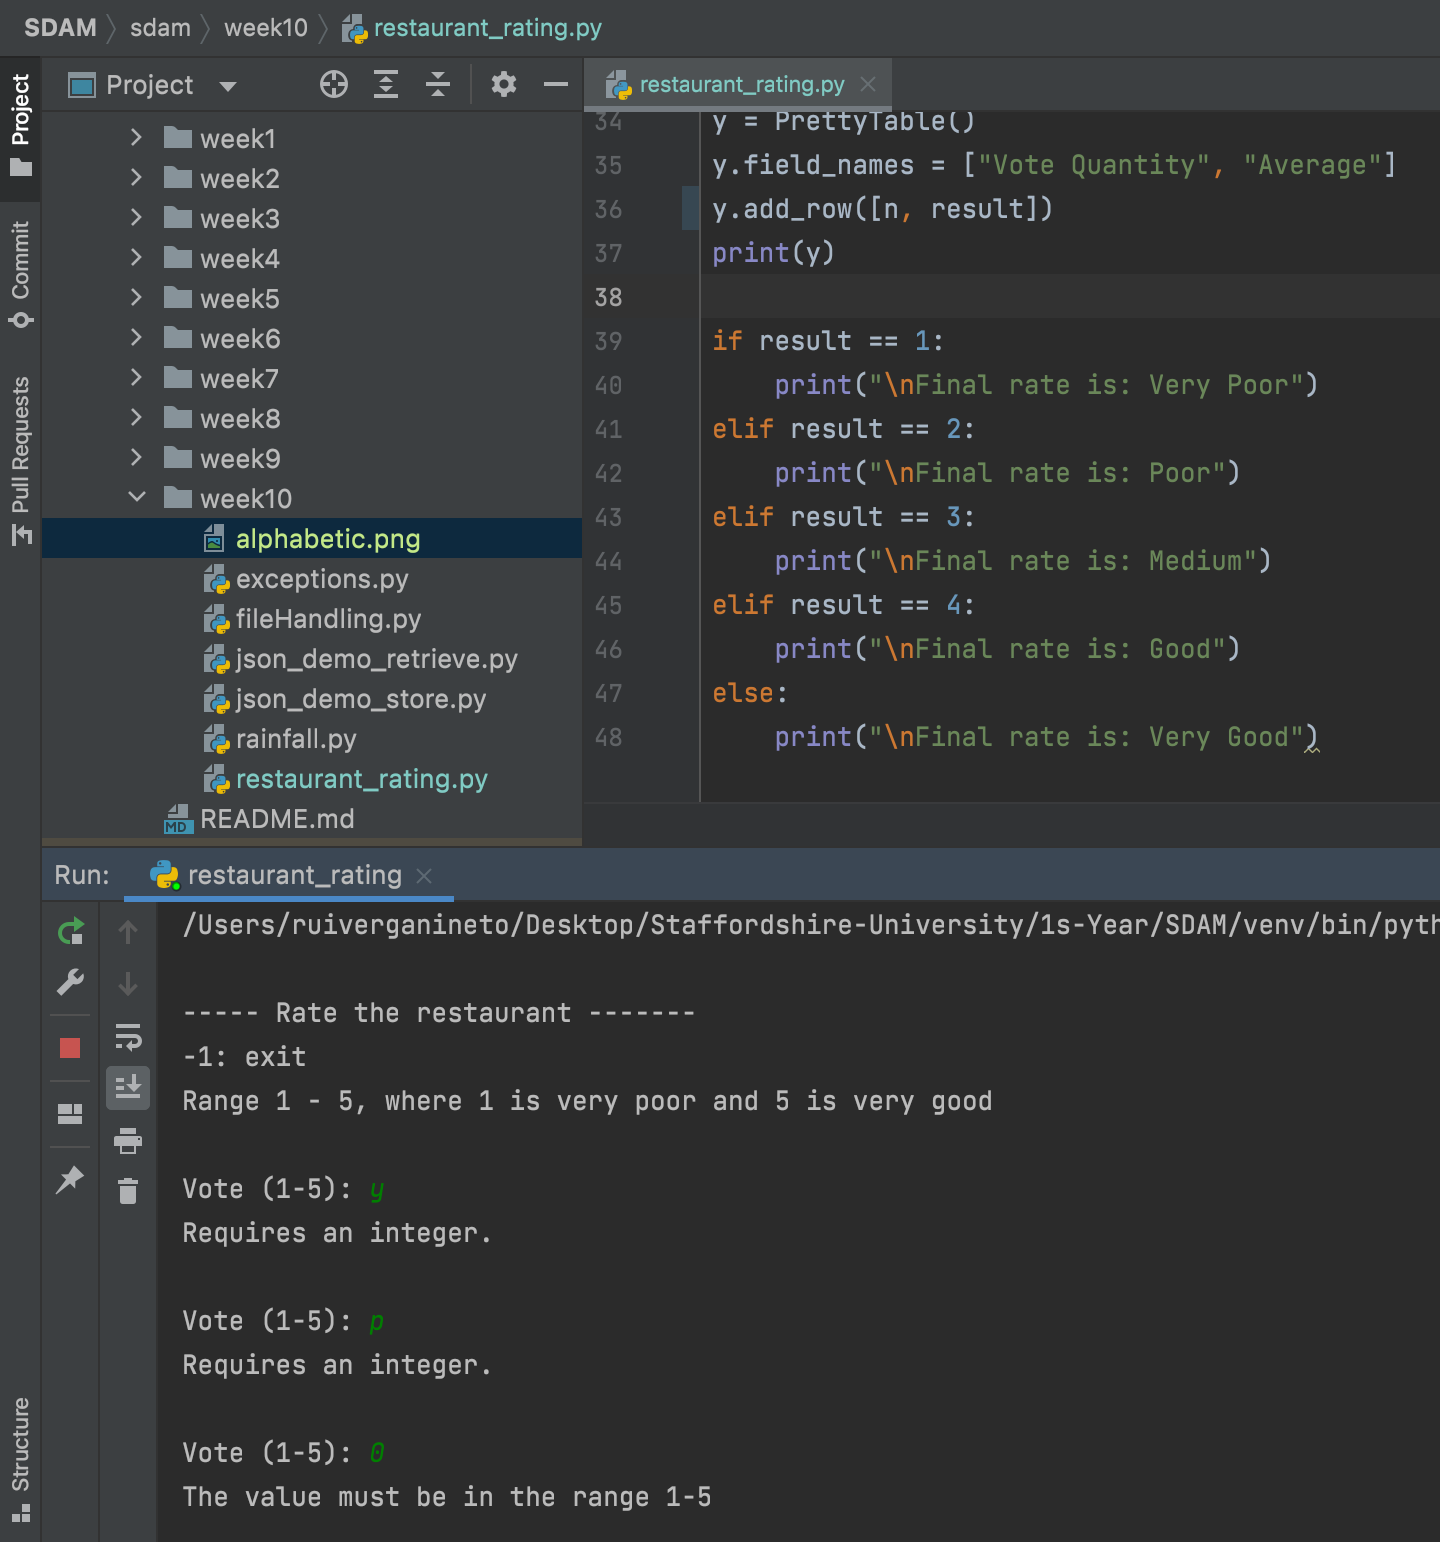 SDAM sdam week10 restaurant_rating.py
Project
Project
Commit
Pull Requests
week1
week2
week3
week4
week5
week6
week7
week8
week9
week10
alphabetic.png
exceptions.py
fileHandling.py
json_demo_retrieve.py
json_demo_store.py
rainfall.py
restaurant_rating.py
MD README.md
restaurant_rating.py
34 y = PrettyTable()
35 y.field_names = ["Vote Quantity", "Average"]
36 y.add_row([n, result])
37 print(y)
38
39 if result == 1:
40 print("\nFinal rate is: Very Poor")
41 elif result == 2:
42 print("\nFinal rate is: Poor")
43 elif result == 3:
44 print("\nFinal rate is: Medium")
45 elif result == 4:
46 print("\nFinal rate is: Good")
47 else:
48 print("\nFinal rate is: Very Good")
Run: restaurant_rating
/Users/ruiverganineto/Desktop/Staffordshire-University/1s-Year/SDAM/venv/bin/pyth
----- Rate the restaurant -------
-1: exit
Range 1 - 5, where 1 is very poor and 5 is very good
Vote (1-5): y
Requires an integer.
Vote (1-5): p
Requires an integer.
Vote (1-5): 0
The value must be in the range 1-5
Structure